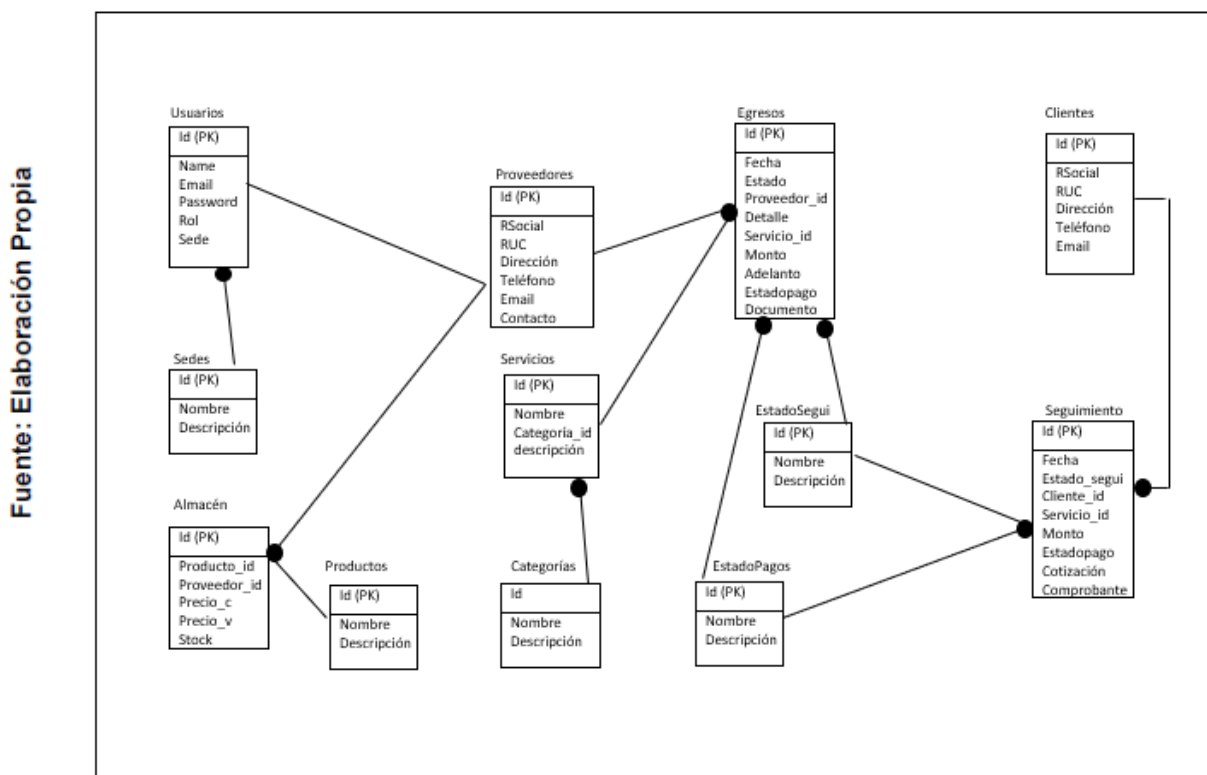 Fuente: Elaboración Propia
Usuarios
Id (PK)
Name
Email
Password
Rol
Sede
Proveedores
Id (PK)
RSocial
RUC
Dirección
Teléfono
Email
Contacto
Egresos
Id (PK)
Fecha
Estado
Proveedor_id
Detalle
Servicio_id
Monto
Adelanto
Estadopago
Documento
Clientes
Id (PK)
RSocial
RUC
Dirección
Teléfono
Email
Sedes
Id (PK)
Nombre
Descripción
Servicios
Id (PK)
Nombre
Categoría_id
descripción
EstadoSegui
Id (PK)
Nombre
Descripción
Seguimiento
Id (PK)
Fecha
Estado_segui
Cliente_id
Servicio_id
Monto
Estadopago
Cotización
Comprobante
Almacén
Id (PK)
Producto_id
Proveedor_id
Precio_c
Precio_v
Stock
Productos
Id (PK)
Nombre
Descripción
Categorías
Id
Nombre
Descripción
EstadoPagos
Id (PK)
Nombre
Descripción